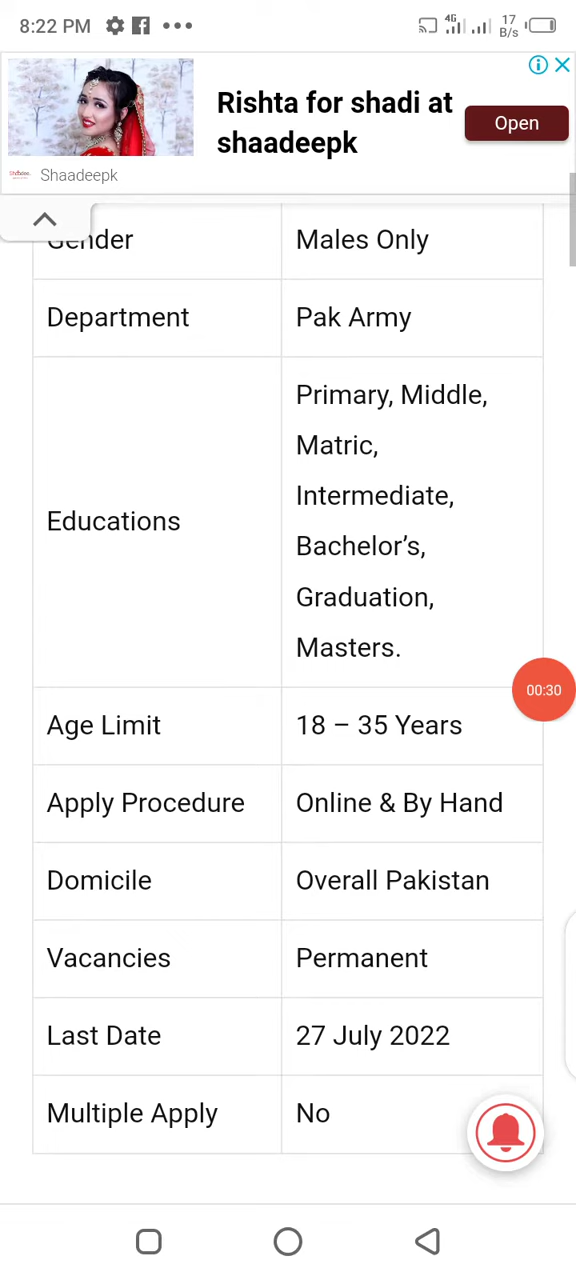 8:22 PM
4G
17
B/s
Rishta for shadi at
shaadeepk
Open
Shaadeepk
Gender
Males Only
Department
Pak Army
Educations
Primary, Middle,
Matric,
Intermediate,
Bachelor’s,
Graduation,
Masters.
00:30
Age Limit
18 – 35 Years
Apply Procedure
Online & By Hand
Domicile
Overall Pakistan
Vacancies
Permanent
Last Date
27 July 2022
Multiple Apply
No